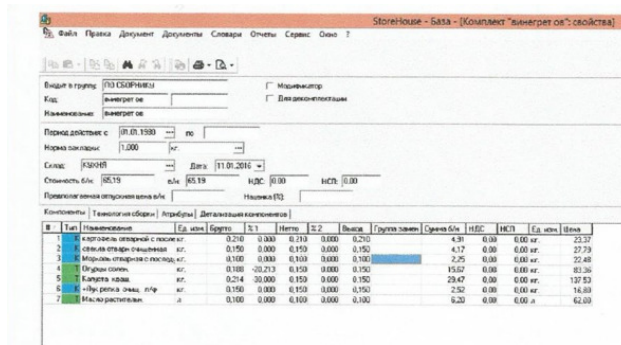 StoreHouse - База - [Комплект "винегрет ов": свойства]
Файл Правка Документ Документы Словари Отчеты Сервис Окно ?
Входит в группу: ПО СБОРНИКУ Модификатор
Код: винегрет ов Для декомплектации
Наименование: винегрет ов
Период действия: с 01.01.1980 ... по
Норма закладки: 1,000 кг. ...
Склад: КУХНЯ ... Дата: 11.01.2016
Стоимость б/н: 65,19 в/н: 65,19 НДС: 0,00 НСП: 0,00
Предполагаемая отпускная цена в/н: Наценка (%):
Компоненты Технология сборки Атрибуты Детализация компонентов
# Тип Наименование Ед. изм. Брутто % 1 Нетто % 2 Выход Группа замен Сумма б/н НДС НСП Ед. изм. Цена
1 К картофель отварной с после кг. 0,210 0,000 0,210 0,000 0,210 4,91 0,00 0,00 кг. 23,37
2 К свекла отварн очищенная кг. 0,150 0,000 0,150 0,000 0,150 4,17 0,00 0,00 кг. 27,79
3 К Морковь отварная с послед кг. 0,100 0,000 0,100 0,000 0,100 2,25 0,00 0,00 кг. 22,48
4 Т Огурцы солен. кг. 0,188 -20,213 0,150 0,000 0,150 15,67 0,00 0,00 кг. 83,36
5 Т Капуста кваш. кг. 0,214 -30,000 0,150 0,000 0,150 29,47 0,00 0,00 кг. 137,53
6 К кг. 0,150 0,000 0,150 0,000 0,150 2,52 0,00 0,00 кг. 16,80
7 Т Масло растительн. л 0,100 0,000 0,100 0,000 0,100 6,20 0,00 0,00 л 62,00